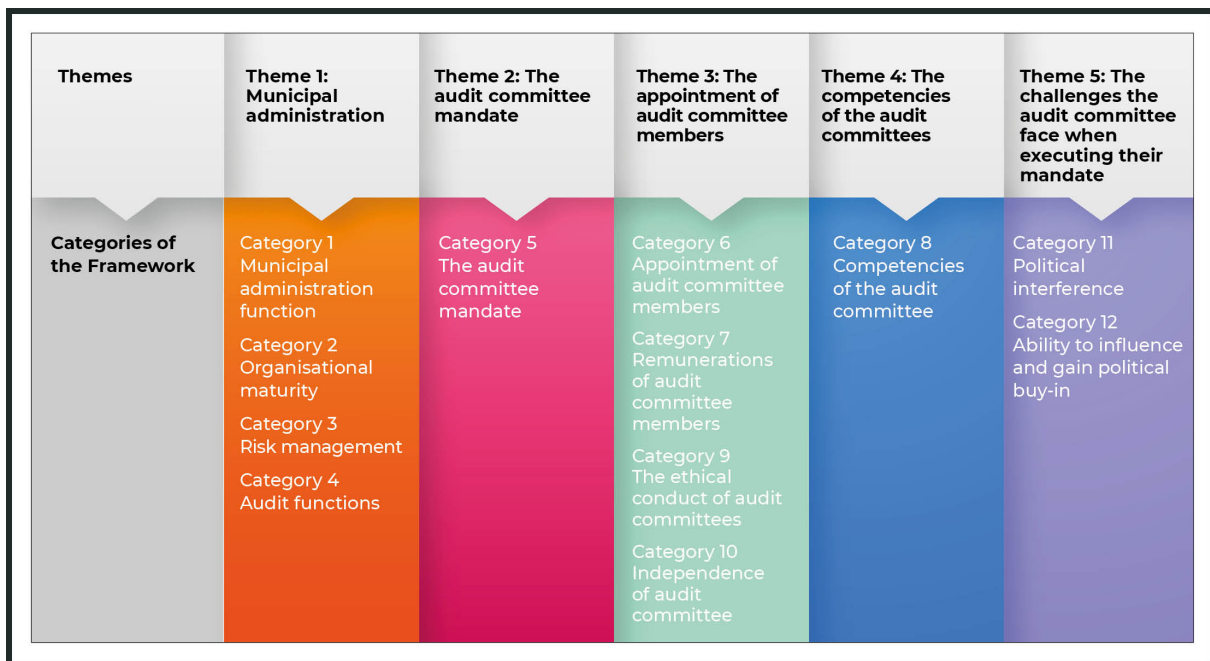 Themes
Theme 1:
Municipal
administration
Theme 2: The
audit committee
mandate
Theme 3: The
appointment of
audit committee
members
Theme 4: The
competencies
of the audit
committees
Theme 5: The
challenges the
audit committee
face when
executing their
mandate
Categories of
the Framework
Category 1
Municipal
administration
function
Category 2
Organisational
maturity
Category 3
Risk management
Category 4
Audit functions
Category 5
The audit
committee
mandate
Category 6
Appointment of
audit committee
members
Category 7
Remunerations
of audit
committee
members
Category 9
The ethical
conduct of audit
committees
Category 10
Independence
of audit
committee
Category 8
Competencies
of the audit
committee
Category 11
Political
interference
Category 12
Ability to influence
and gain political
buy-in